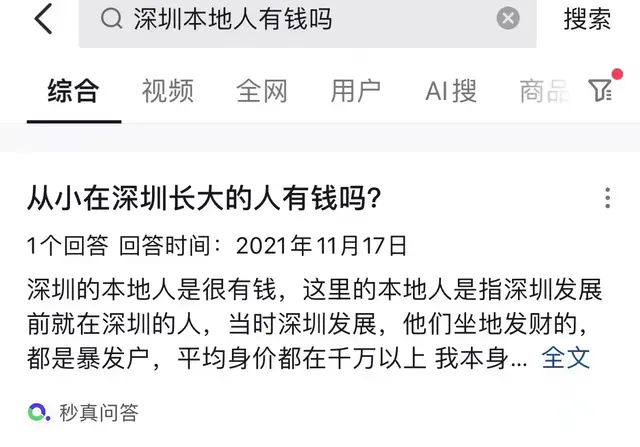 深圳本地人有钱吗
搜索
综合 视频 全网 用户 AI搜 商品
从小在深圳长大的人有钱吗?
1个回答 回答时间：2021年11月17日
深圳的本地人是很有钱，这里的本地人是指深圳发展
前就在深圳的人，当时深圳发展，他们坐地发财的，
都是暴发户，平均身价都在千万以上 我本身... 全文
秒真问答